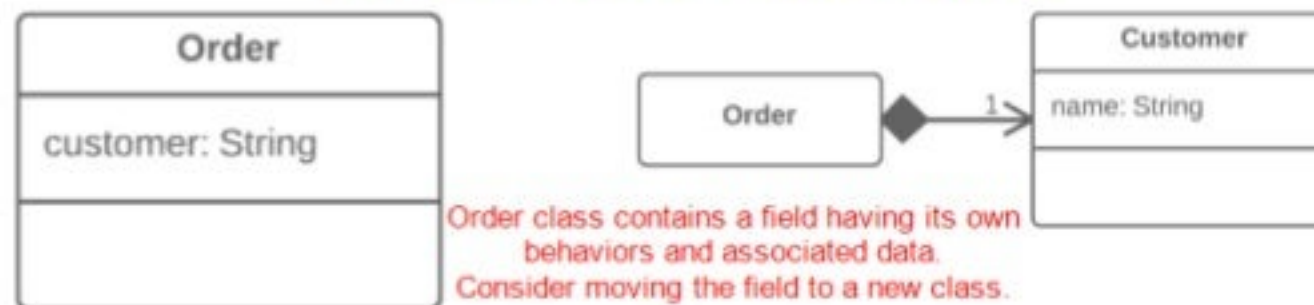 Order
customer: String
Order
1
Customer
name: String
Order class contains a field having its own
behaviors and associated data.
Consider moving the field to a new class.